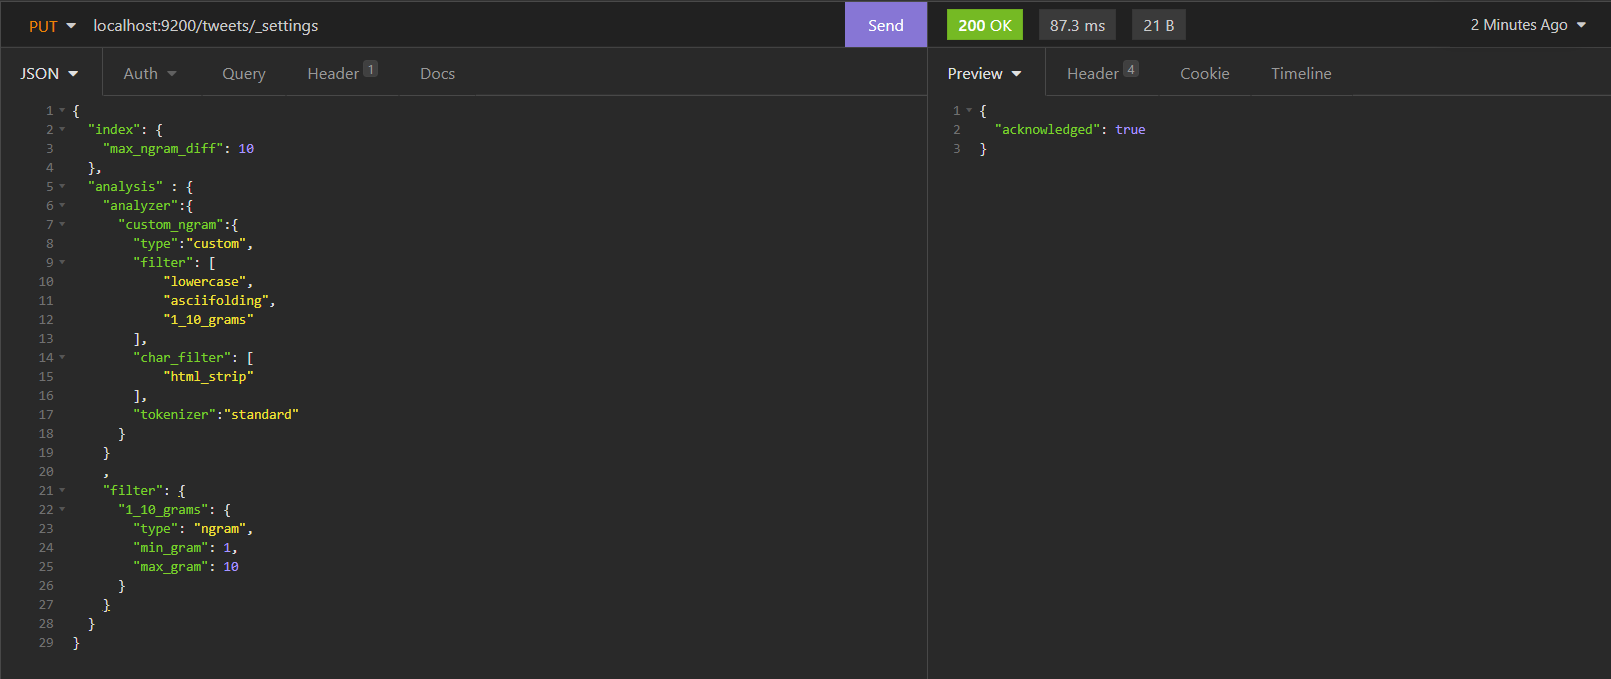 PUT localhost:9200/tweets/_settings Send 200 OK 87.3 ms 21 B 2 Minutes Ago
JSON Auth Query Header 1 Docs Preview Header 4 Cookie Timeline
1 {
2 "index": {
3 "max_ngram_diff": 10
4 },
5 "analysis" : {
6 "analyzer":{
7 "custom_ngram":{
8 "type":"custom",
9 "filter": [
10 "lowercase",
11 "asciifolding",
12 "1_10_grams"
13 ],
14 "char_filter": [
15 "html_strip"
16 ],
17 "tokenizer":"standard"
18 }
19 }
20 ,
21 "filter": {
22 "1_10_grams": {
23 "type": "ngram",
24 "min_gram": 1,
25 "max_gram": 10
26 }
27 }
28 }
29 }
1 {
2 "acknowledged": true
3 }